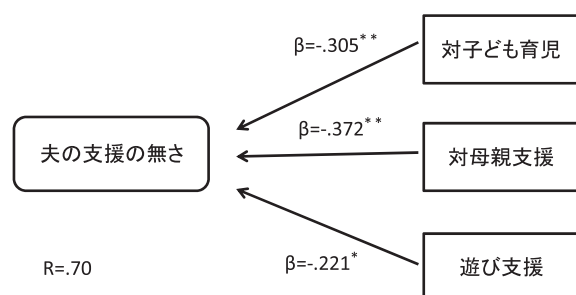 β=-.305**
対子ども育児
夫の支援の無さ
β=-.372**
対母親支援
R=.70
β=-.221*
遊び支援